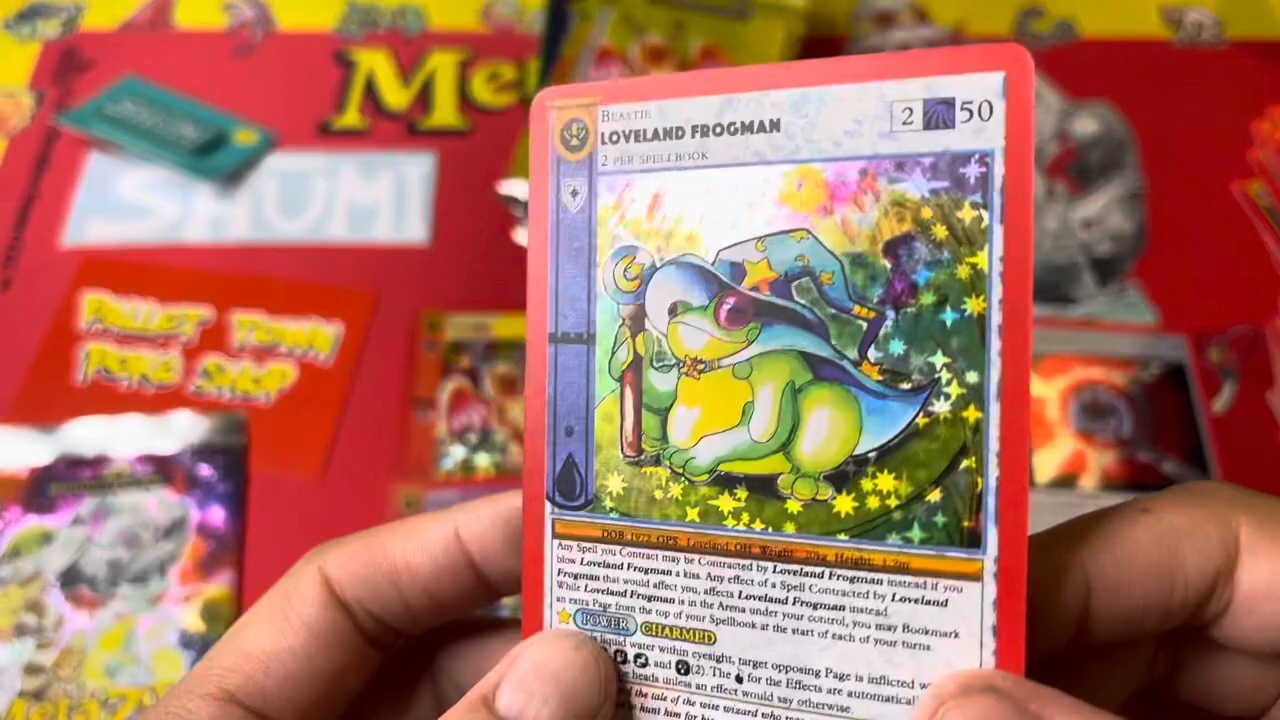 Me
SHUMI
PALLET TOWN
POKE SHOP
MetaZ
BEASTIE
LOVELAND FROGMAN
2 PER SPELLBOOK
2 50
DOB: 1972, GPS: Loveland, OH, Weight: Height: 1.2m
Any Spell you Contract may be Contracted by Loveland Frogman instead if you
blow Loveland Frogman a kiss. Any effect of a Spell Contracted by Loveland
Frogman that would affect you, affects Loveland Frogman instead.
While Loveland Frogman is in the Arena under your control, you may Bookmark
an extra Page from the top of your Spellbook at the start of each of your turns.
POWER CHARMED
liquid water within eyesight, target opposing Page is inflicted
and (2). The for the Effects are
heads unless an effect would say otherwise.
the tale of the wise wizard who
hunt him for